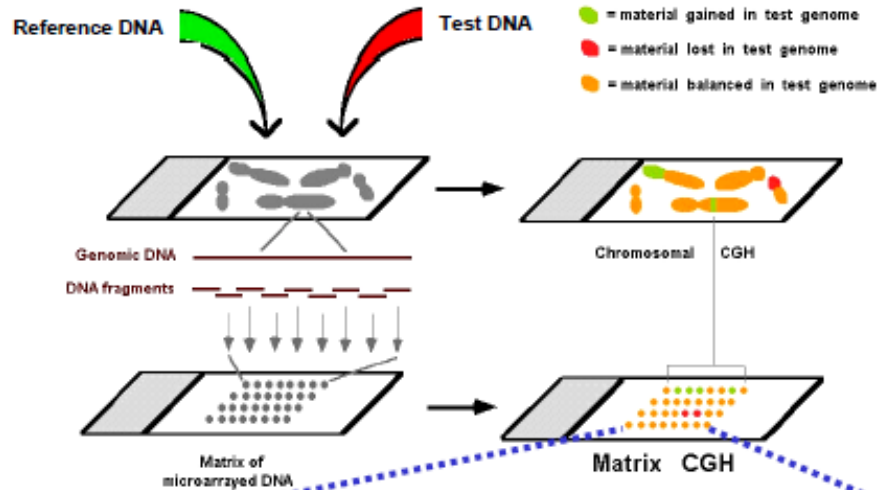 Reference DNA
Test DNA
= material gained in test genome
= material lost in test genome
= material balanced in test genome
Genomic DNA
DNA fragments
Chromosomal CGH
Matrix of
microarrayed DNA
Matrix CGH